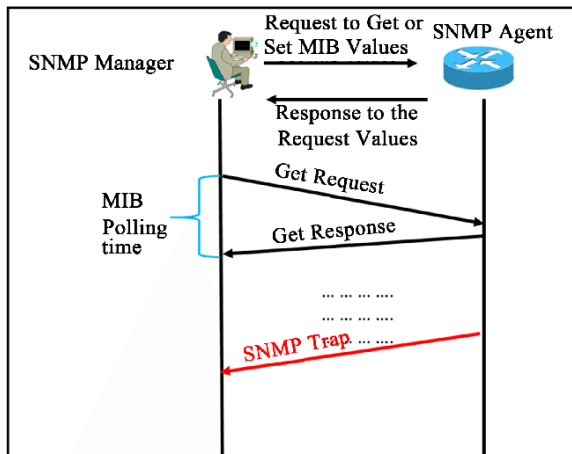 Request to Get or
Set MIB Values
SNMP Agent
SNMP Manager
Response to the
Request Values
Get Request
MIB
Polling
time
Get Response
... ... ... ....
... ... ... ....
SNMP Trap
... ... ... ....